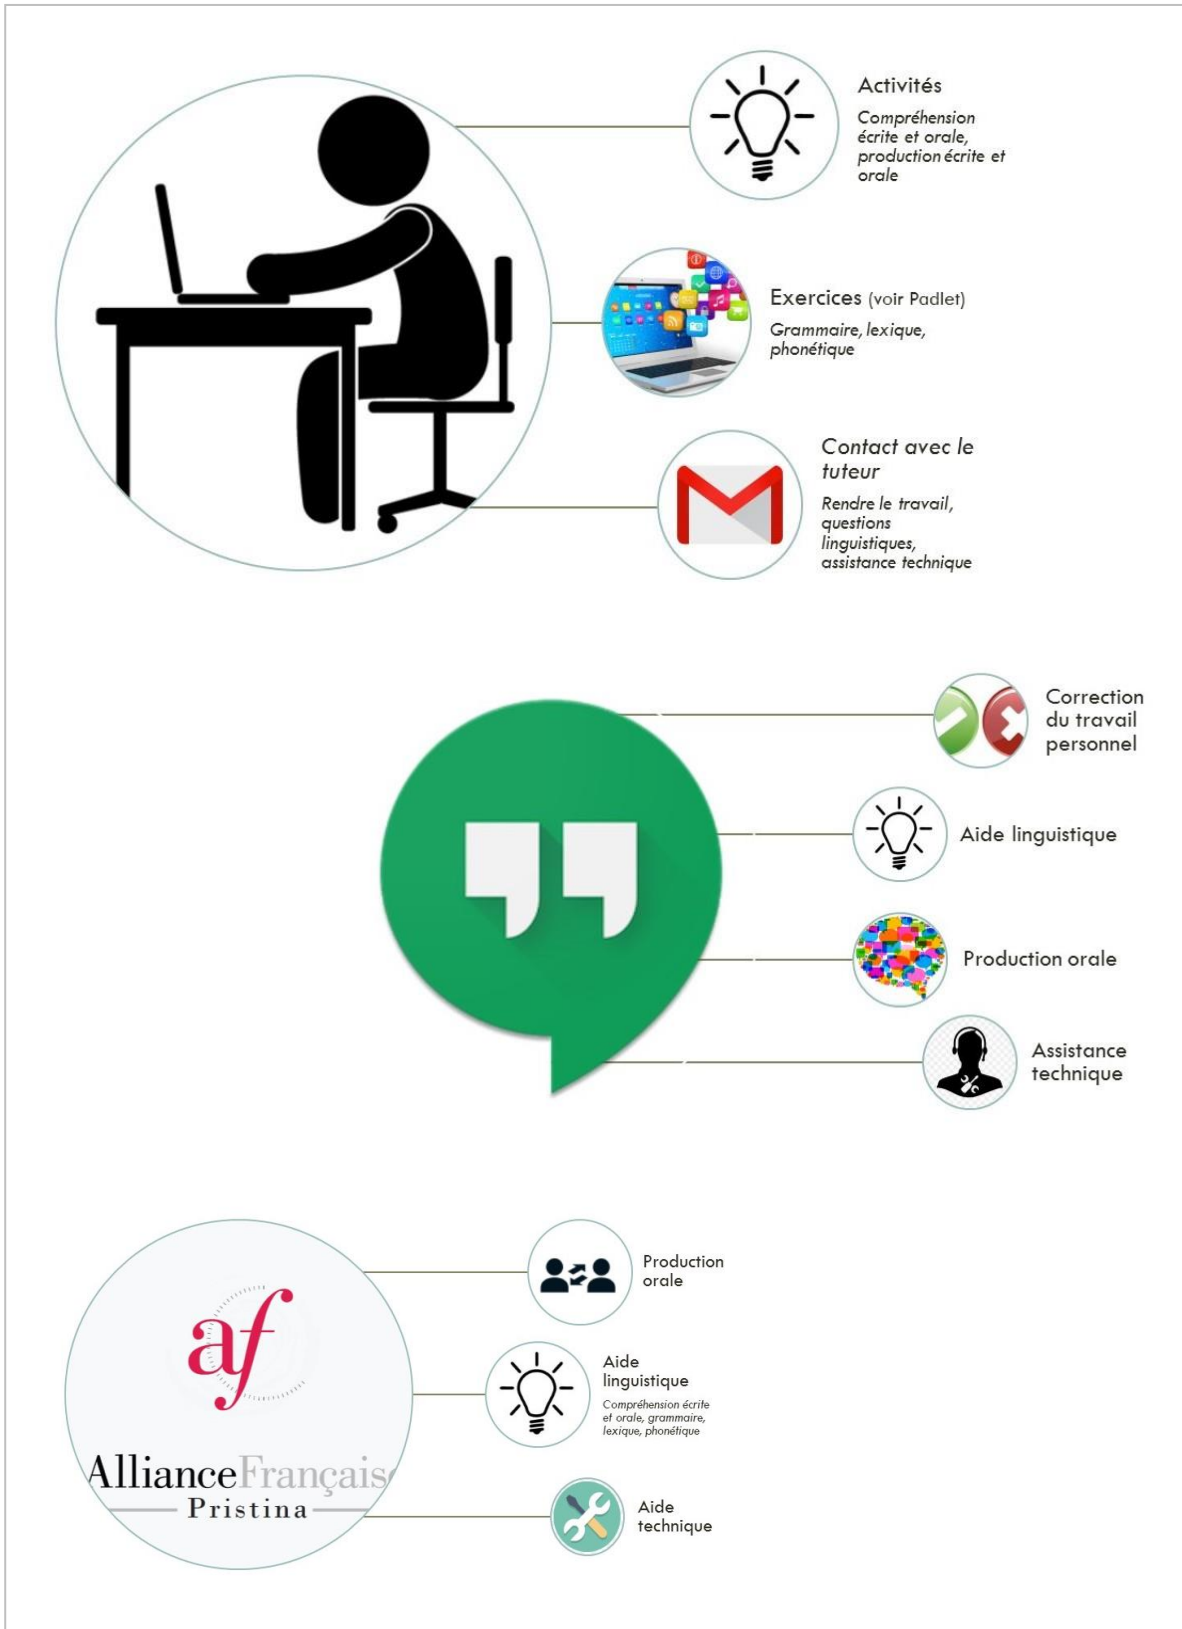 Activités
Compréhension
écrite et orale,
production écrite et
orale
Exercices (voir Padlet)
Grammaire, lexique,
phonétique
Contact avec le
tuteur
Rendre le travail,
questions
linguistiques,
assistance technique
Correction
du travail
personnel
Aide linguistique
Production orale
Assistance
technique
Production
orale
af
Aide
linguistique
Compréhension écrite
et orale, grammaire,
lexique, phonétique
AllianceFrançaise
Pristina
Aide
technique